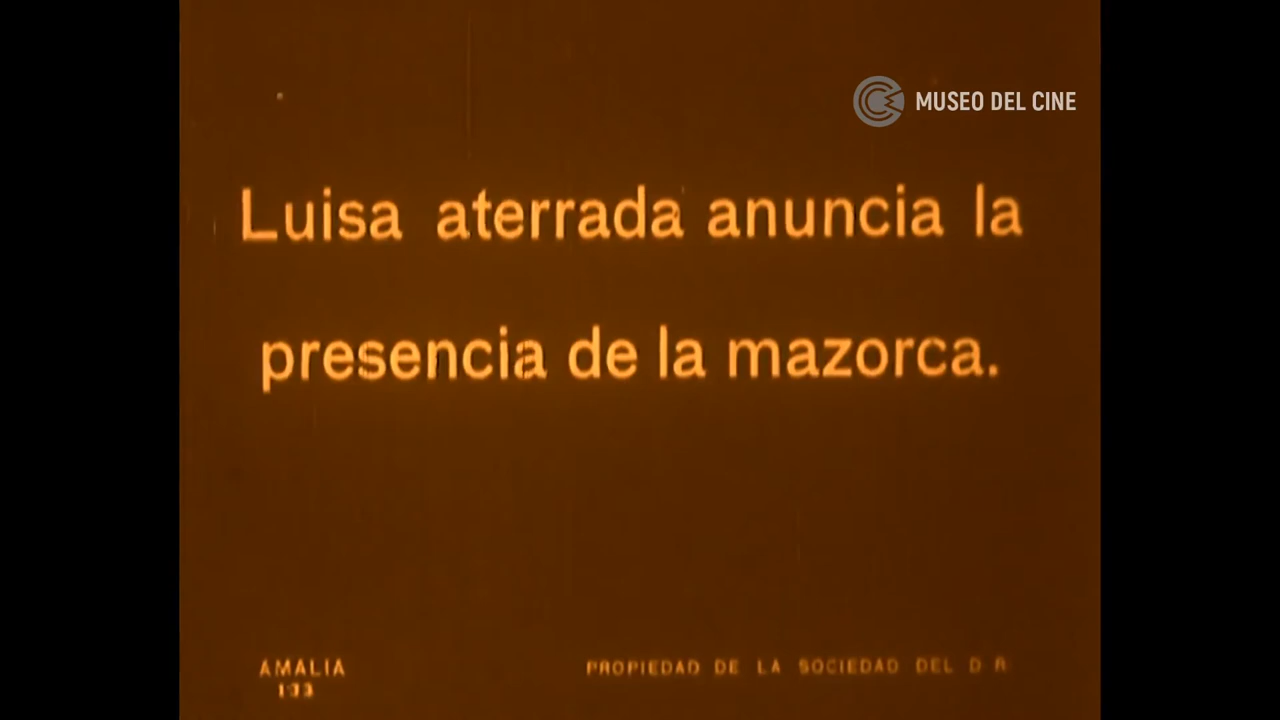 MUSEO DEL CINE
Luisa aterrada anuncia la
presencia de la mazorca.
AMALIA
PROPIEDAD DE LA SOCIEDAD DEL D R
133